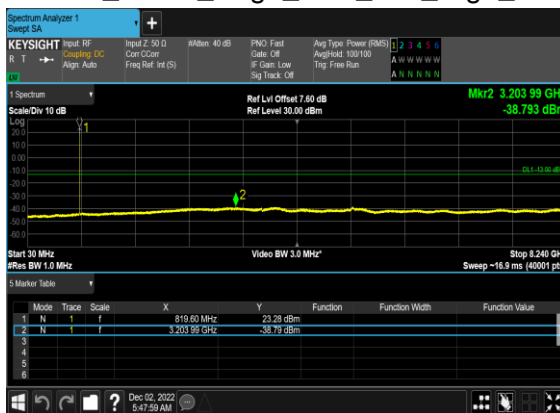 Spectrum Analyzer 1
Swept SA
KEYSIGHT Input: RF Input Z: 50 Ω #Atten: 40 dB PNO: Fast Avg Type: Power (RMS) 1 2 3 4 5 6
R T Coupling: DC Corr CCorr Gate: Off Avg|Hold: 100/100 A W W W W W
Align: Auto Freq Ref: Int (S) IF Gain: Low Trig: Free Run
Sig Track: Off A N N N N N
LU
1 Spectrum Ref Lvl Offset 7.60 dB Mkr2 3.203 99 GH
Scale/Div 10 dB Ref Level 30.00 dBm -38.793 dB
Log
20.0 1
10.0
0.00
-10.0 DL1 -13.00 dB
-20.0
-30.0 2
-40.0
-50.0
-60.0
Start 30 MHz Video BW 3.0 MHz* Stop 8.240 GH
#Res BW 1.0 MHz Sweep ~16.9 ms (40001 pt
5 Marker Table
Mode Trace Scale X Y Function Function Width Function Value
1 N 1 f 819.60 MHz 23.28 dBm
2 N 1 f 3.203 99 GHz -38.79 dBm
3
4
5
6
? Dec 02, 2022
5:47:59 AM